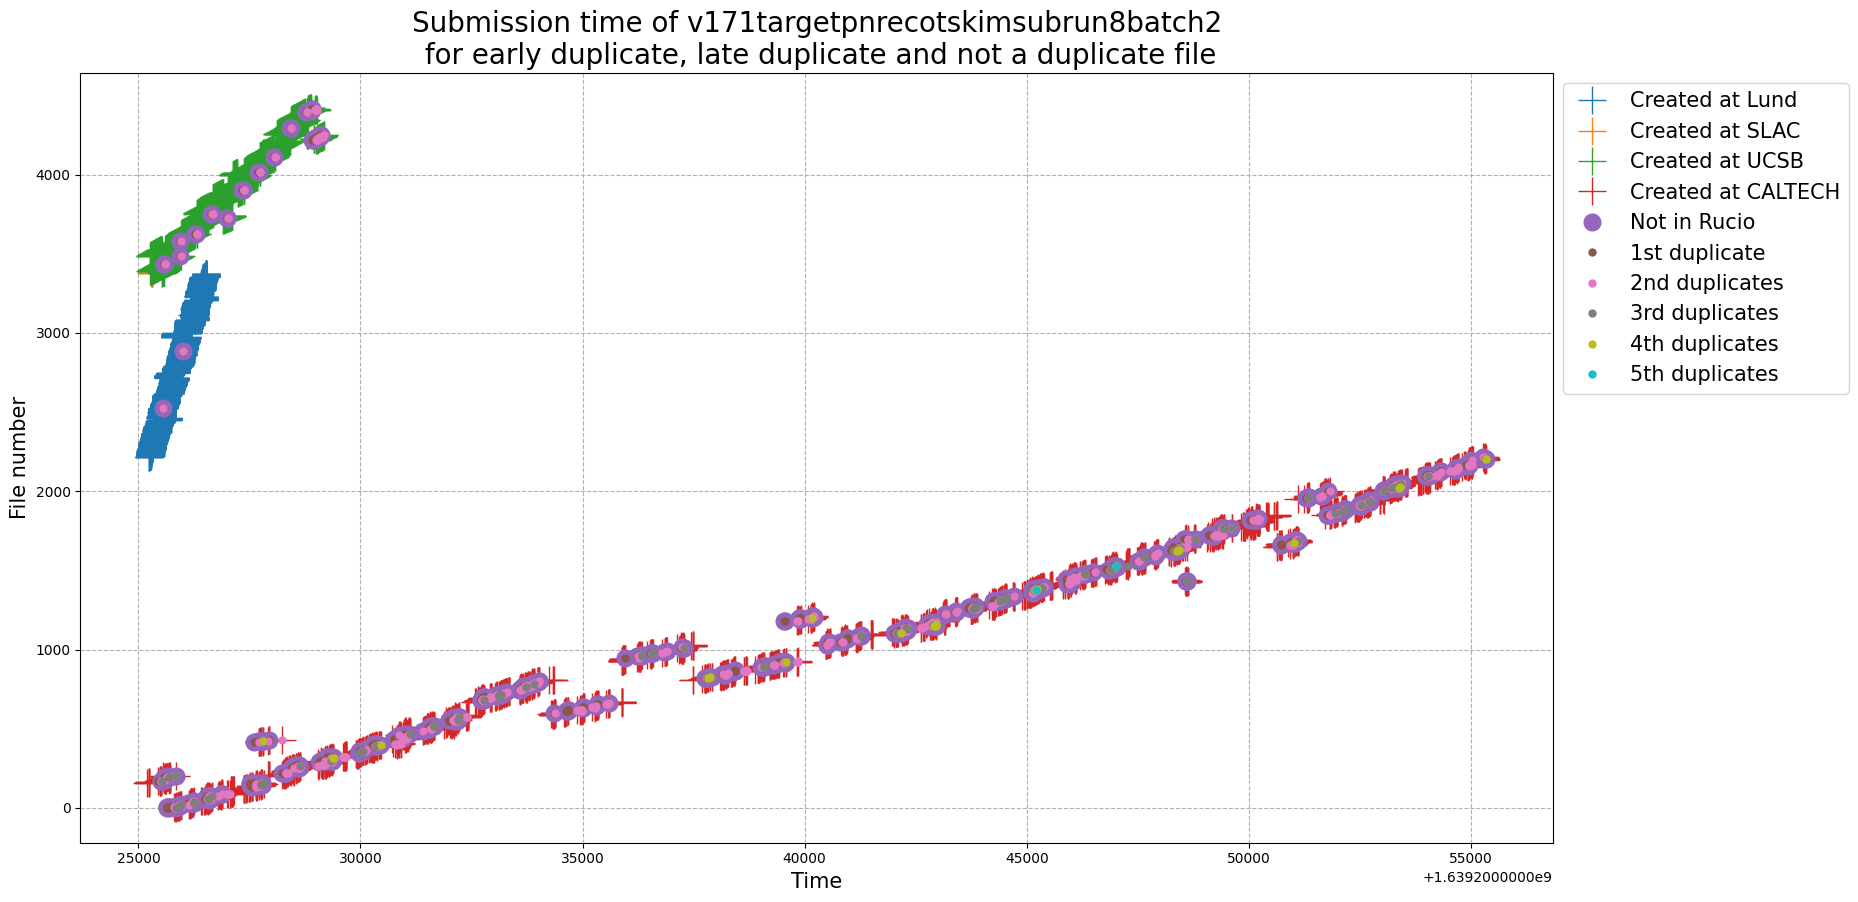 Submission time of v171targetpnrecotskimsubrun8batch2
for early duplicate, late duplicate and not a duplicate file
Created at Lund
Created at SLAC
Created at UCSB
Created at CALTECH
Not in Rucio
1st duplicate
2nd duplicates
3rd duplicates
4th duplicates
5th duplicates
File number
4000
3000
2000
1000
0
25000
30000
35000
40000
45000
50000
55000
Time
+1.6392000000e9